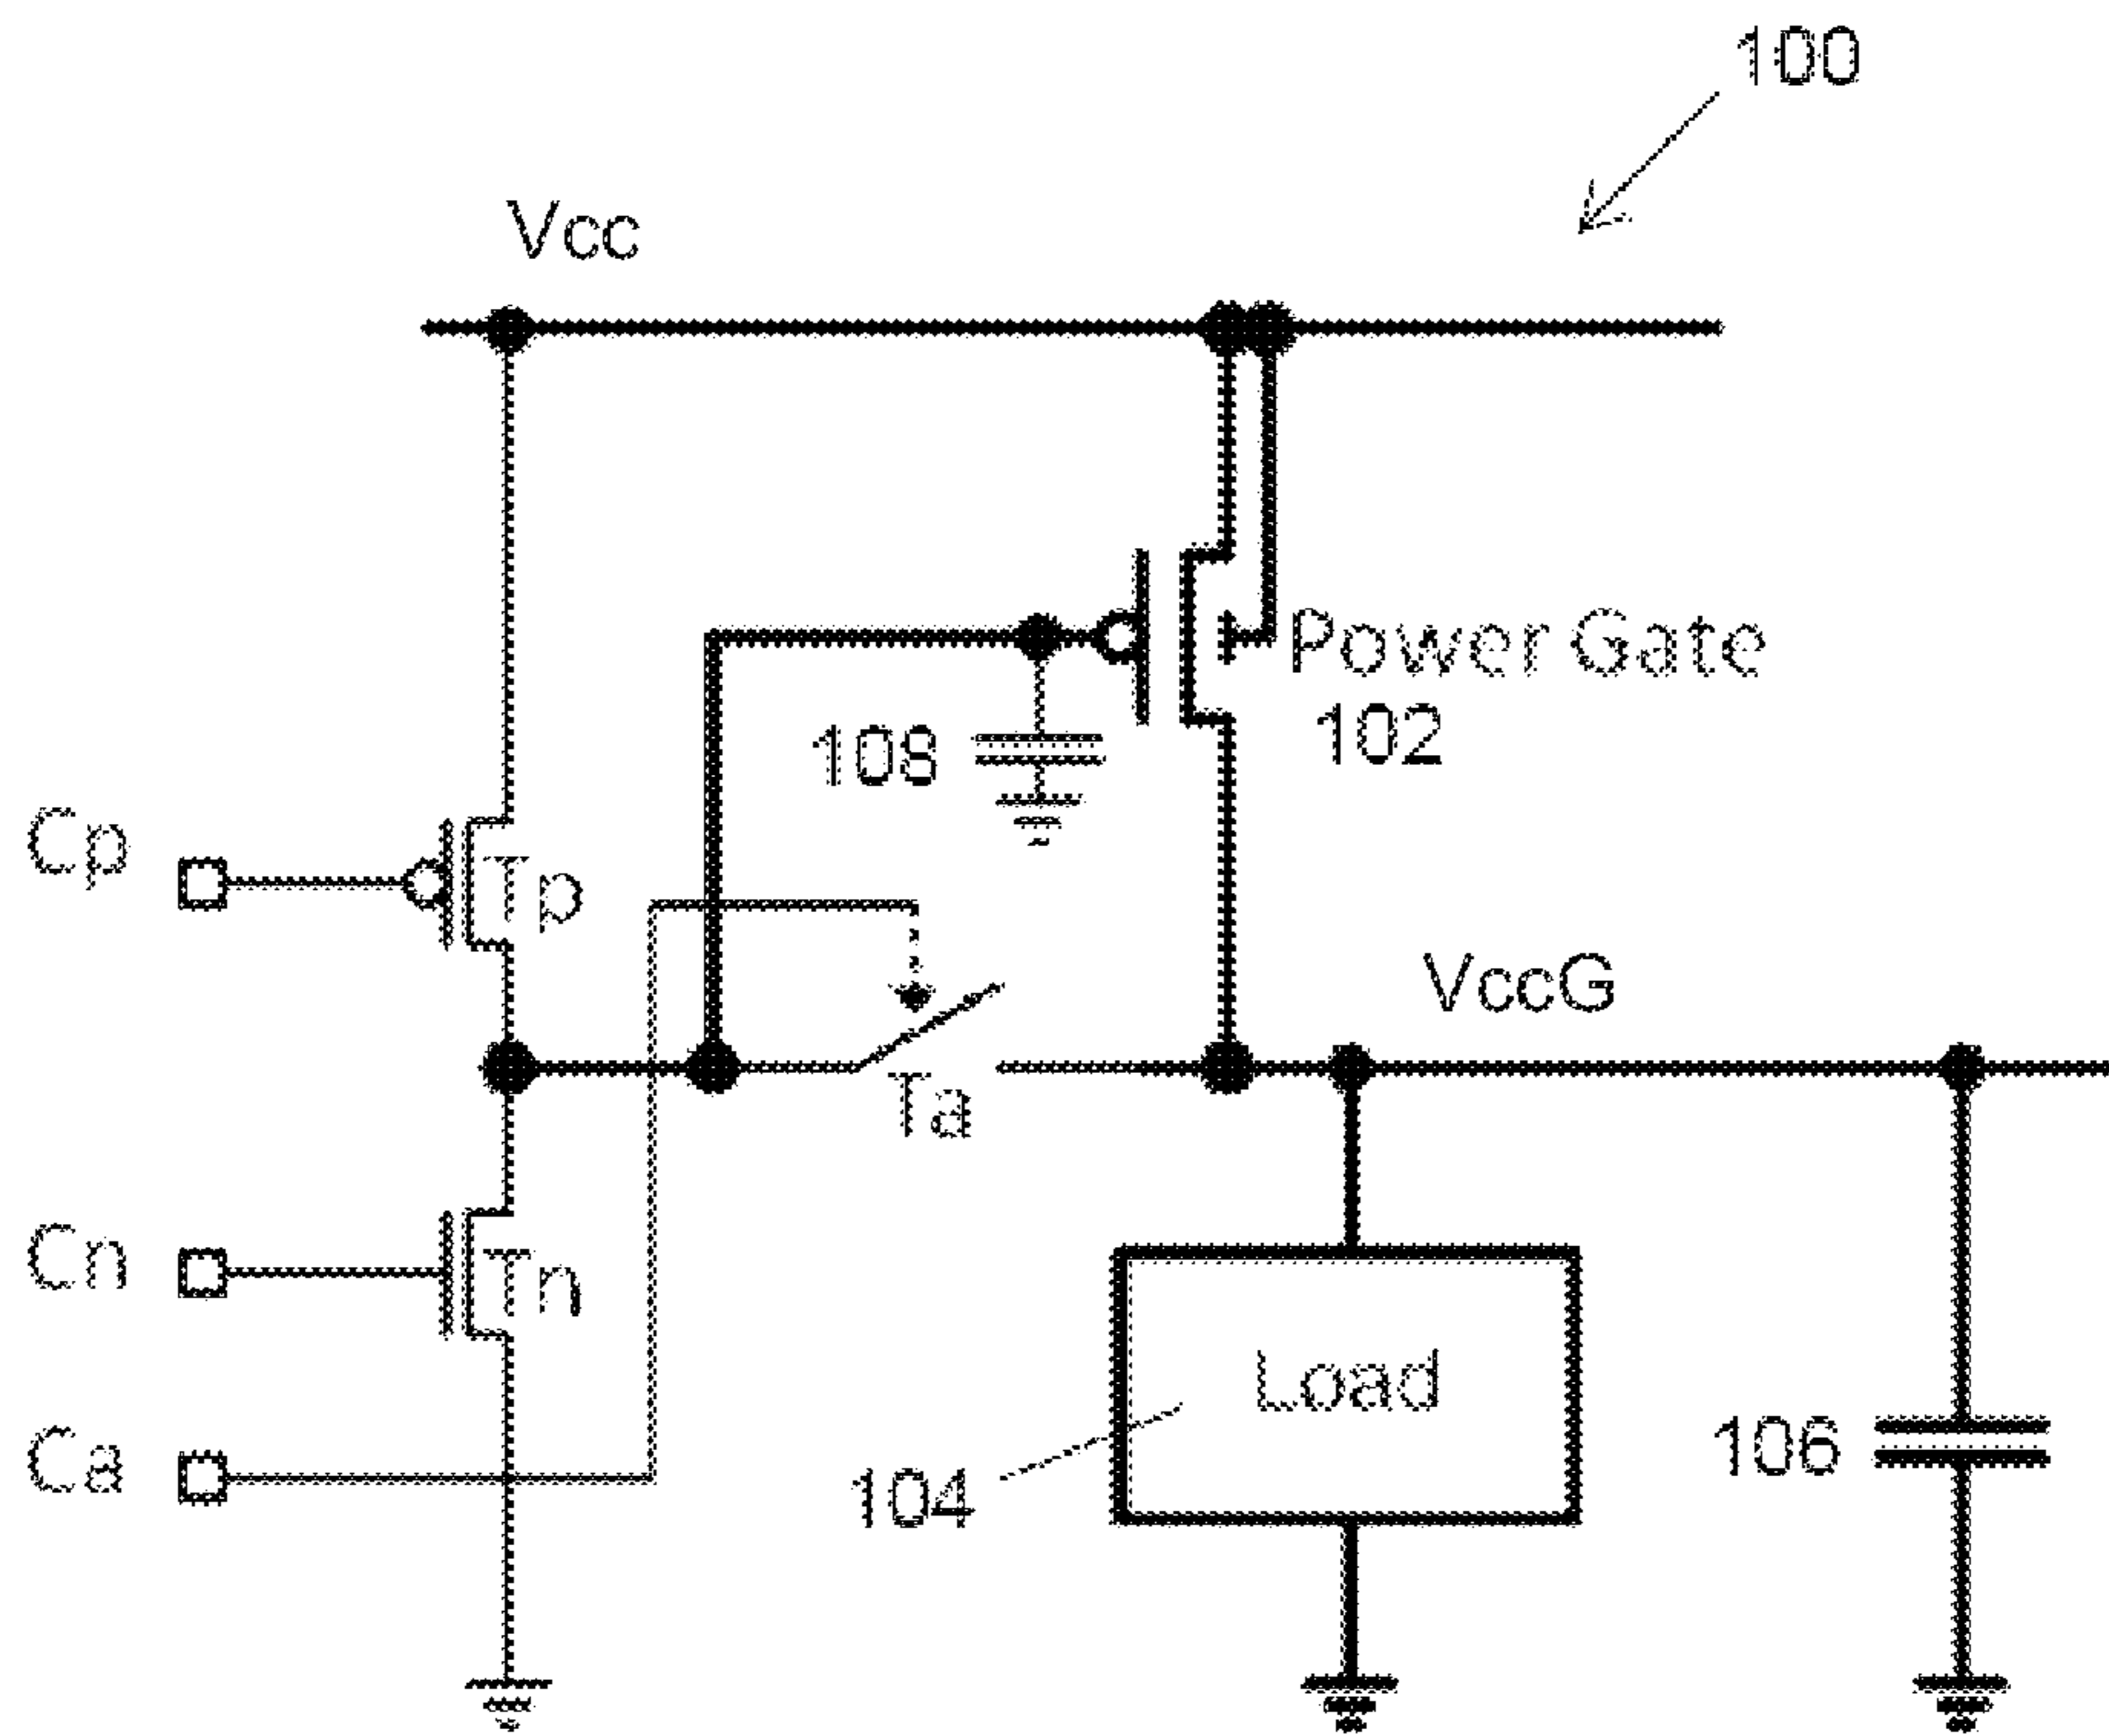 100
Vcc
Power Gate
102
108
Cp
Tp
VccG
Ta
Cn
Tn
Load
Ca
104
106